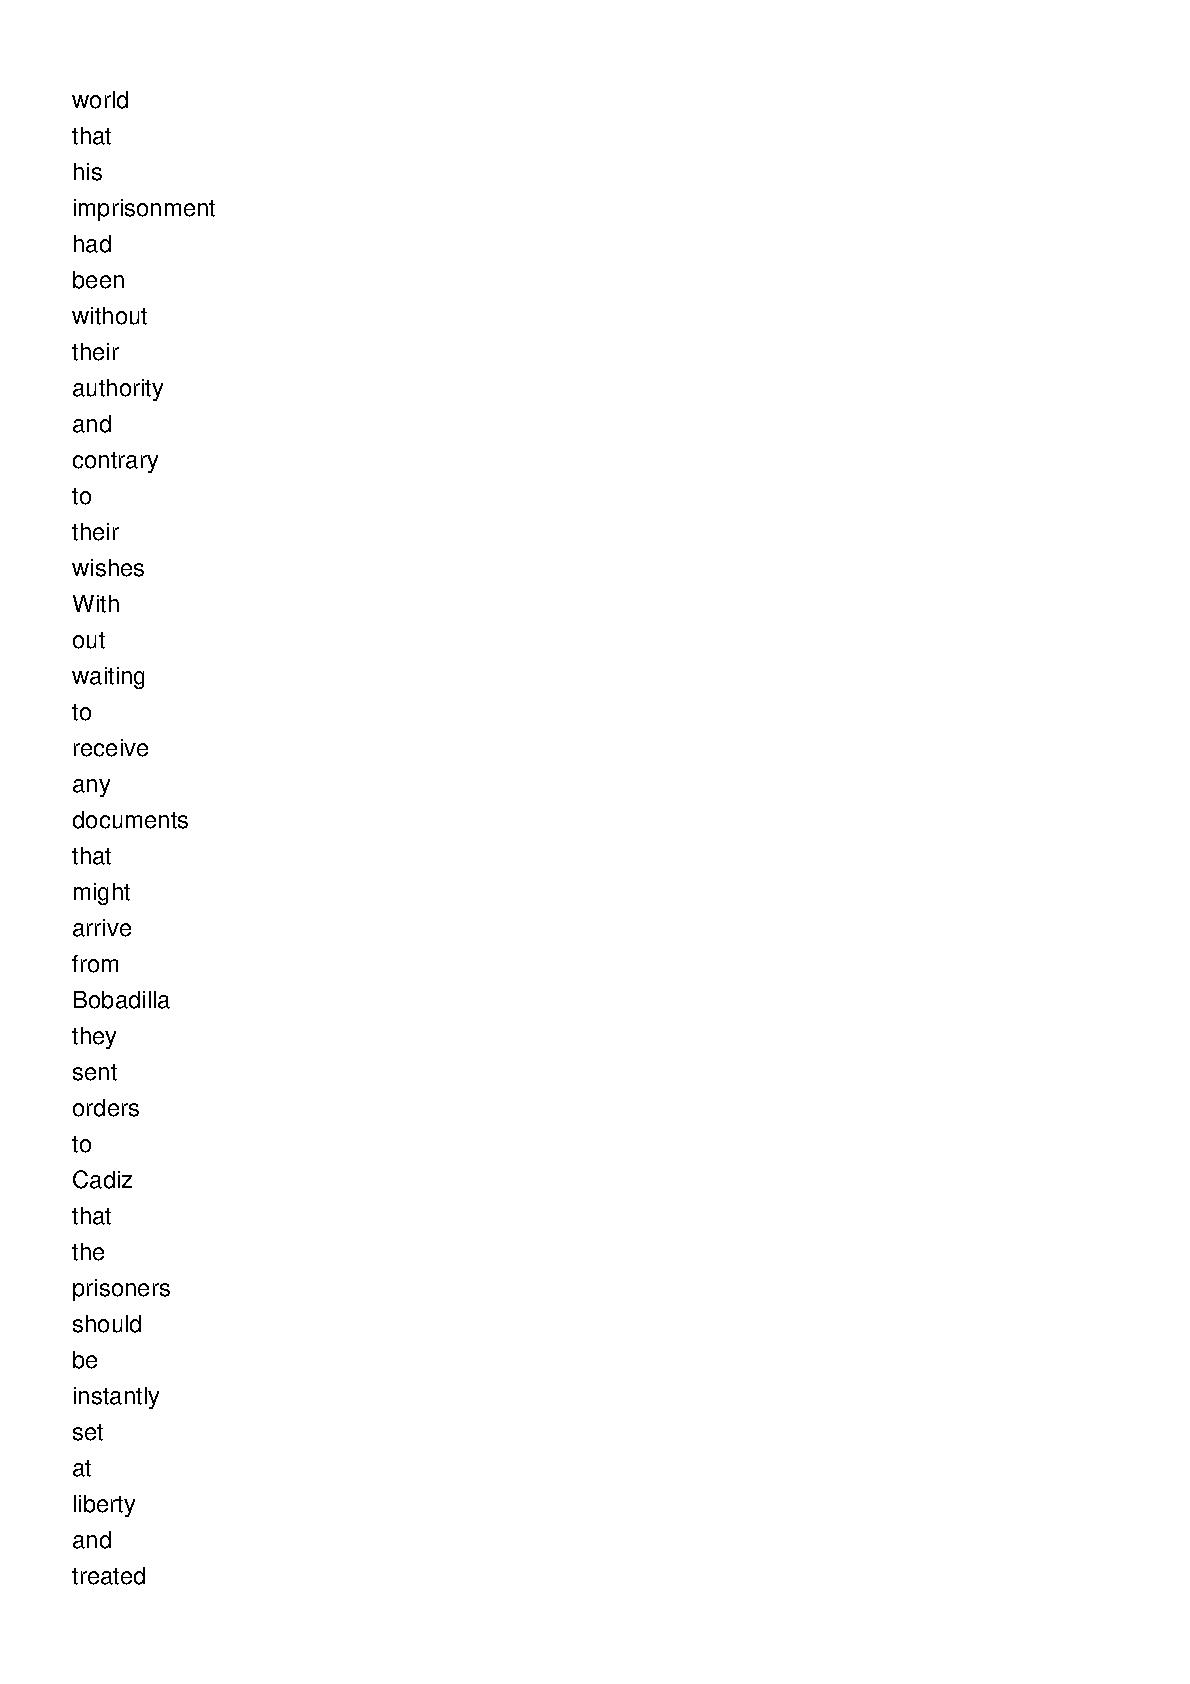 world
that
his
imprisonment
had
been
without
their
authority
and
contrary
to
their
wishes
With
out
waiting
to
receive
any
documents
that
might
arrive
from
Bobadilla
they
sent
orders
to
Cadiz
that
the
prisoners
should
be
instantly
set
at
liberty
and
treated